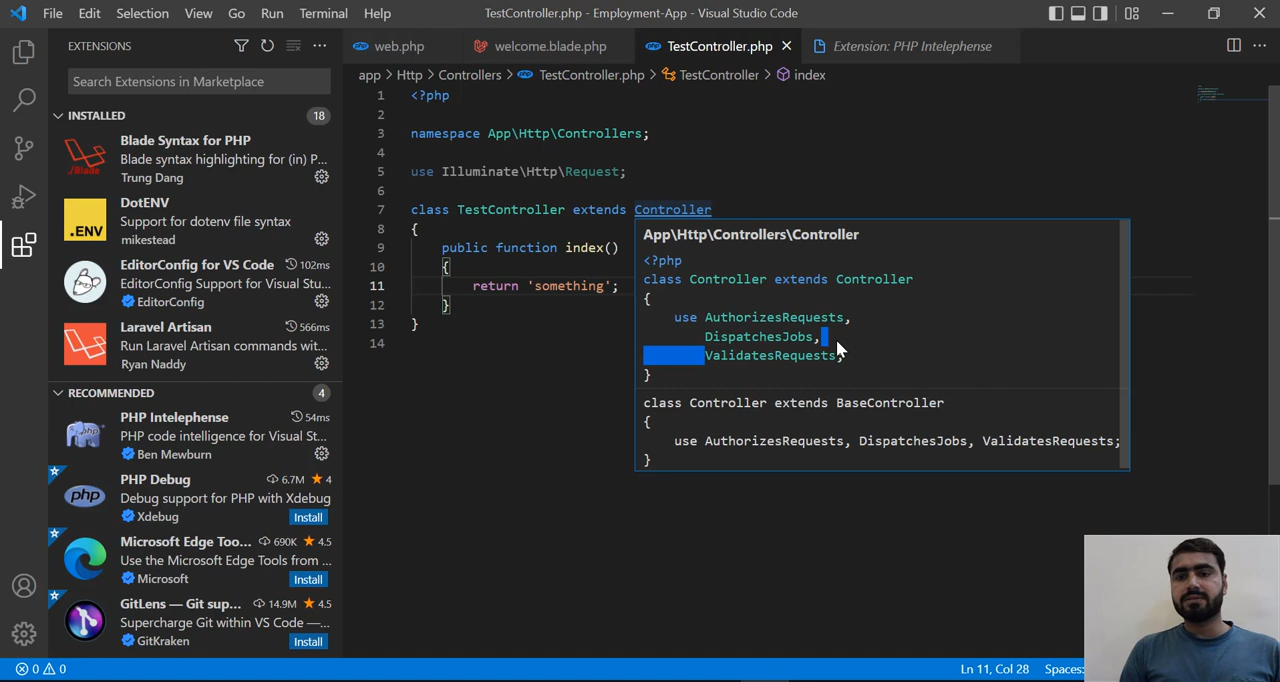 File Edit Selection View Go Run Terminal Help TestController.php - Employment-App - Visual Studio Code
EXTENSIONS
Search Extensions in Marketplace
INSTALLED 18
Blade Syntax for PHP
Blade syntax highlighting for (in) P...
Trung Dang
.ENV
DotENV
Support for dotenv file syntax
mikestead
EditorConfig for VS Code 102ms
EditorConfig Support for Visual Stu...
EditorConfig
Laravel Artisan 566ms
Run Laravel Artisan commands wit...
Ryan Naddy
RECOMMENDED 4
PHP Intelephense 54ms
PHP code intelligence for Visual St...
Ben Mewburn
php
PHP Debug 6.7M 4
Debug support for PHP with Xdebug
Xdebug Install
Microsoft Edge Too... 690K 4.5
Use the Microsoft Edge Tools from ...
Microsoft Install
GitLens — Git sup... 14.9M 4.5
Supercharge Git within VS Code —...
GitKraken Install
web.php welcome.blade.php TestController.php Extension: PHP Intelephense
app > Http > Controllers > TestController.php > TestController > index
1 <?php
2
3 namespace App\Http\Controllers;
4
5 use Illuminate\Http\Request;
6
7 class TestController extends Controller
8 {
9 public function index()
10 {
11 return 'something';
12 }
13 }
14
App\Http\Controllers\Controller
<?php
class Controller extends Controller
{
use AuthorizesRequests,
DispatchesJobs,
ValidatesRequests;
}
class Controller extends BaseController
{
use AuthorizesRequests, DispatchesJobs, ValidatesRequests;
}
0 0 Ln 11, Col 28 Spaces: